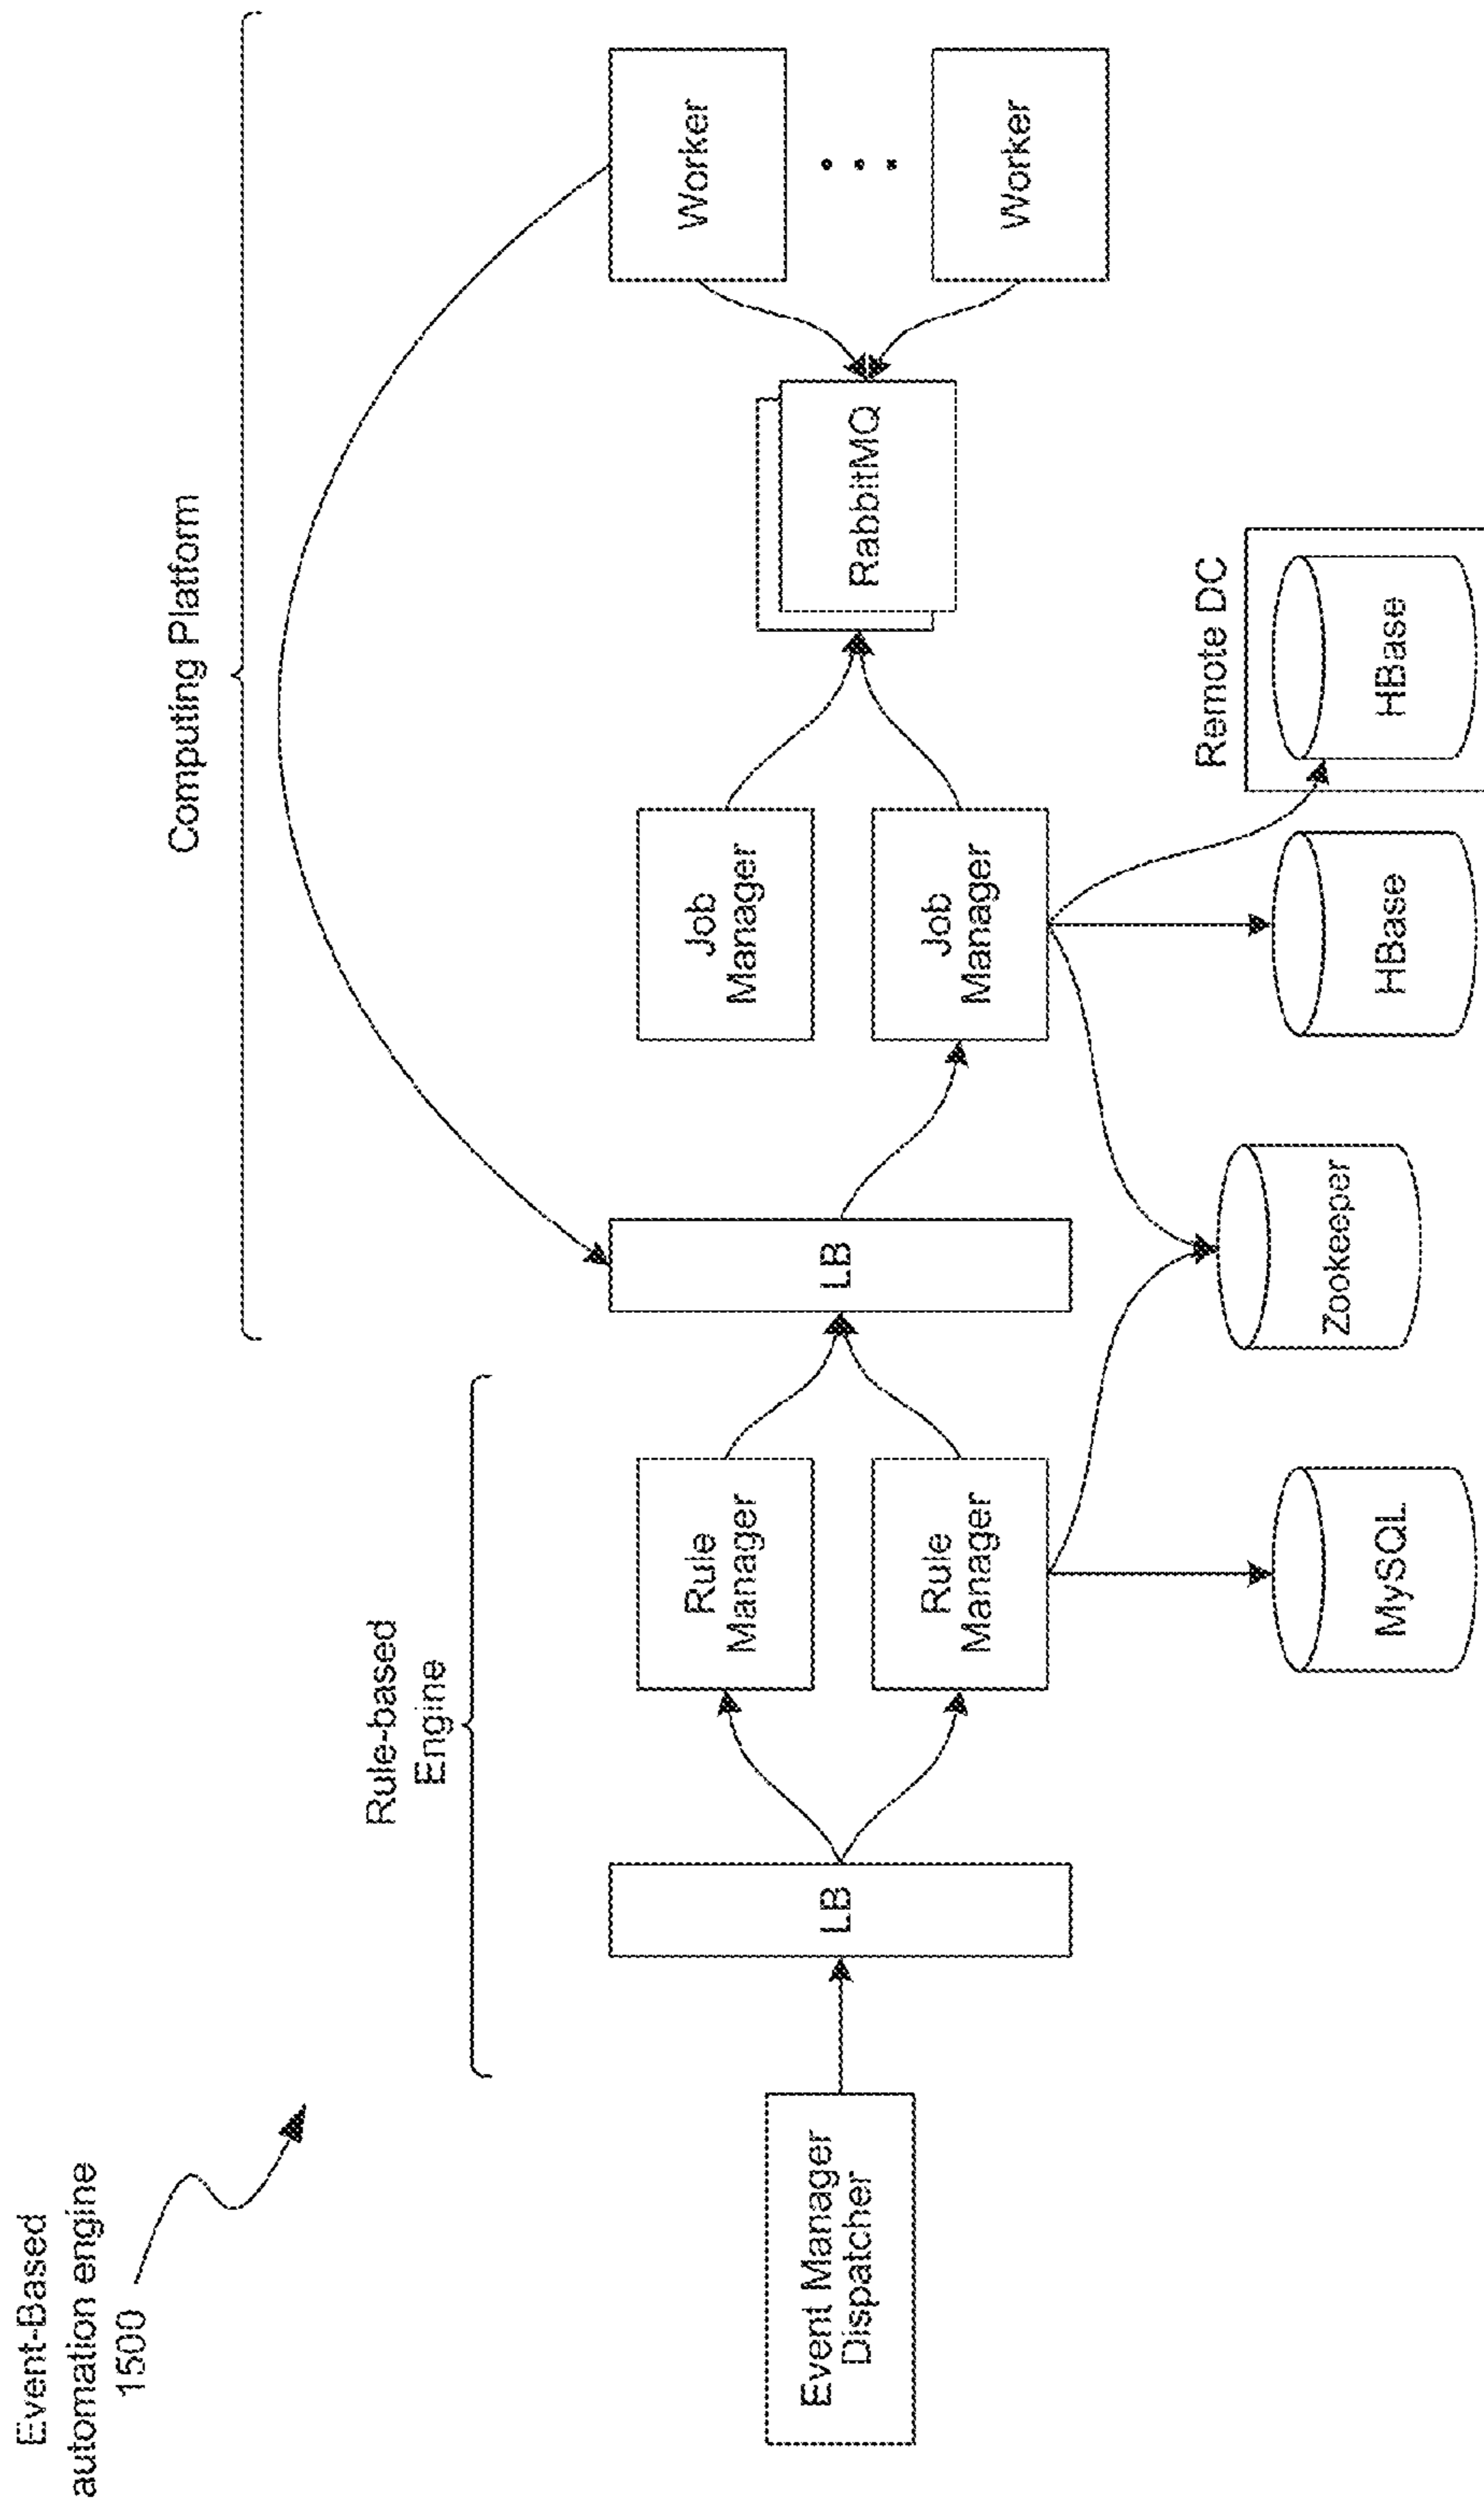 Event-Based
automation engine
1500
Rule-based
Engine
Computing Platform
Event Manager
Dispatcher
LB
Rule
Manager
Rule
Manager
LB
Job
Manager
Job
Manager
RabbitMQ
Worker
Worker
MySQL
Zookeeper
HBase
Remote DC
HBase